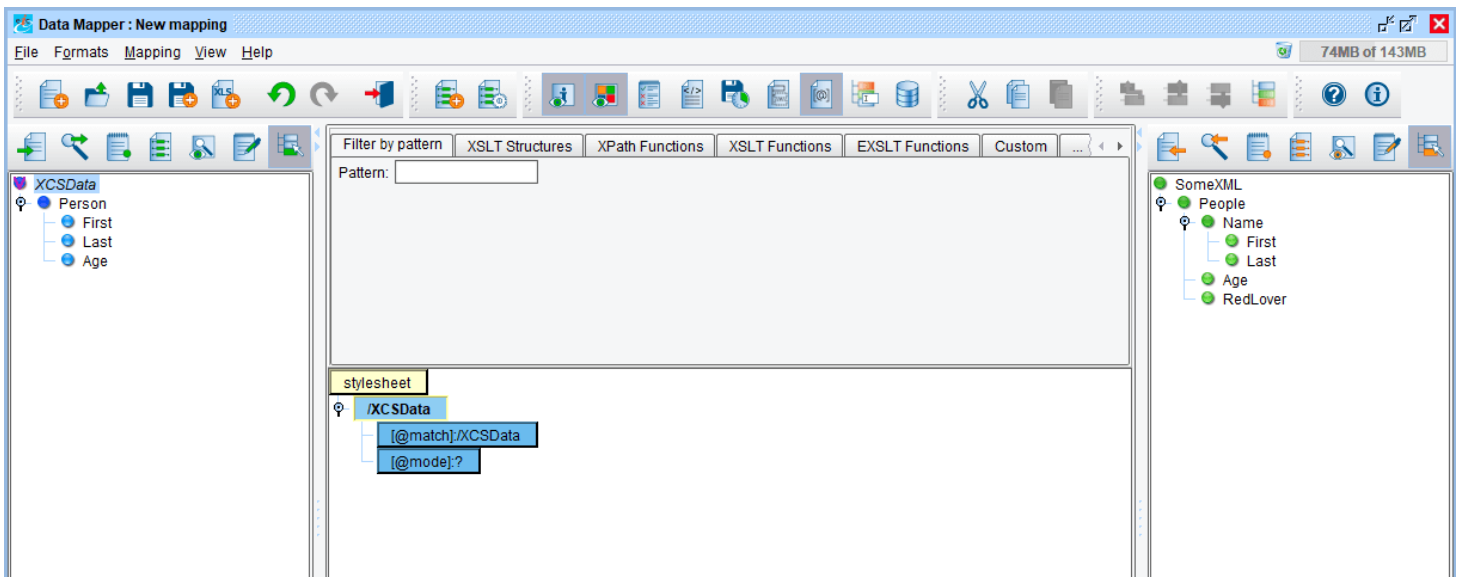 Data Mapper : New mapping
File Formats Mapping View Help
74MB of 143MB
XLS
Filter by pattern XSLT Structures XPath Functions XSLT Functions EXSLT Functions Custom ...
Pattern:
XCSData
Person
First
Last
Age
stylesheet
/XCSData
[@match]:/XCSData
[@mode]:?
SomeXML
People
Name
First
Last
Age
RedLover